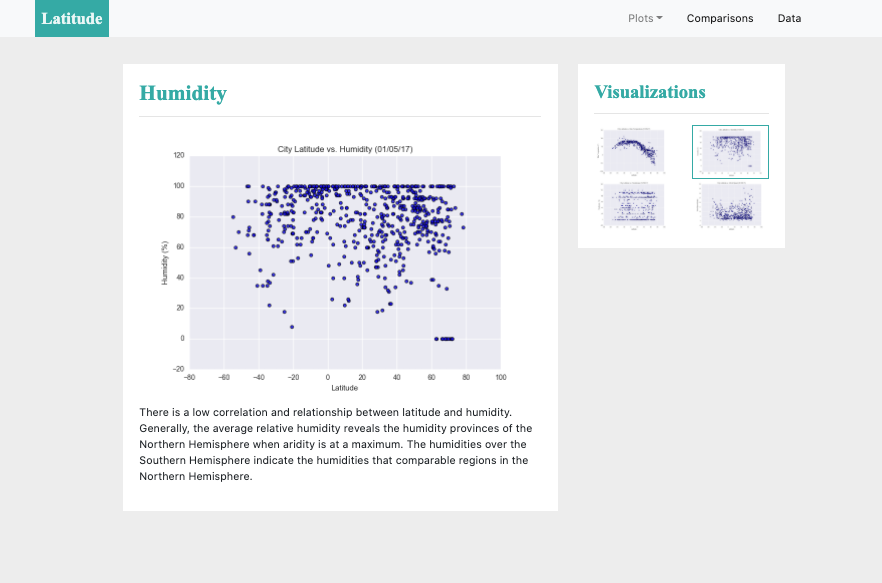 Latitude
Plots
Comparisons
Data
Humidity
City Latitude vs. Humidity (01/05/17)
120
100
80
60
40
20
0
−20
Humidity (%)
−80 −60 −40 −20 0 20 40 60 80 100
Latitude
There is a low correlation and relationship between latitude and humidity.
Generally, the average relative humidity reveals the humidity provinces of the
Northern Hemisphere when aridity is at a maximum. The humidities over the
Southern Hemisphere indicate the humidities that comparable regions in the
Northern Hemisphere.
Visualizations